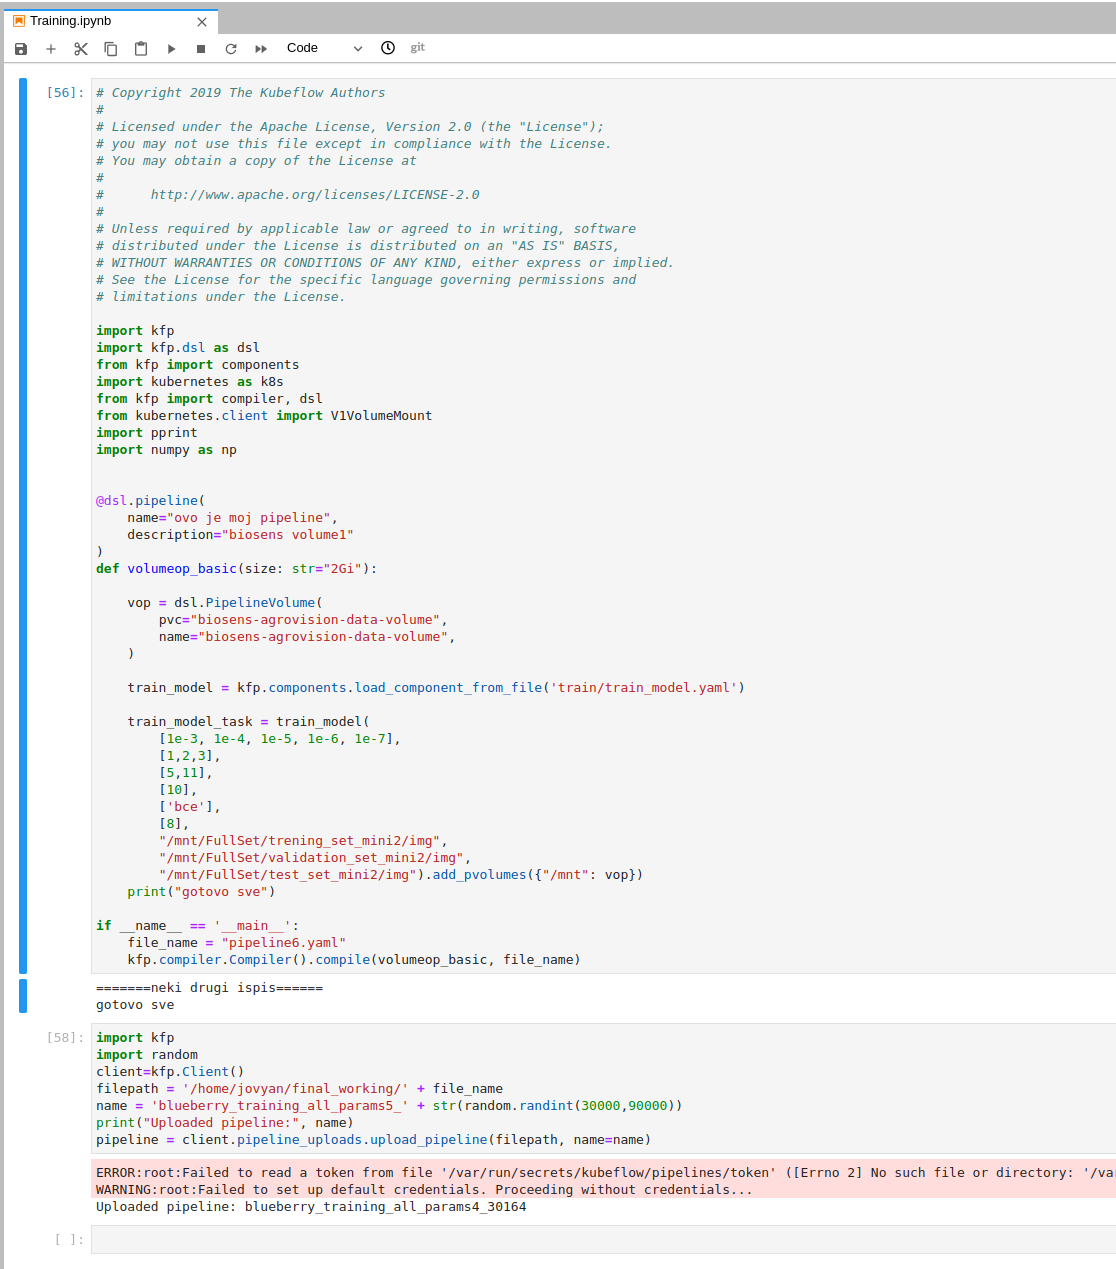 Training.ipynb
Code
git
[56]:
# Copyright 2019 The Kubeflow Authors
#
# Licensed under the Apache License, Version 2.0 (the "License");
# you may not use this file except in compliance with the License.
# You may obtain a copy of the License at
#
#      http://www.apache.org/licenses/LICENSE-2.0
#
# Unless required by applicable law or agreed to in writing, software
# distributed under the License is distributed on an "AS IS" BASIS,
# WITHOUT WARRANTIES OR CONDITIONS OF ANY KIND, either express or implied.
# See the License for the specific language governing permissions and
# limitations under the License.
import kfp
import kfp.dsl as dsl
from kfp import components
import kubernetes as k8s
from kfp import compiler, dsl
from kubernetes.client import V1VolumeMount
import pprint
import numpy as np
@dsl.pipeline(
    name="ovo je moj pipeline",
    description="biosens volume1"
)
def volumeop_basic(size: str="2Gi"):
    vop = dsl.PipelineVolume(
        pvc="biosens-agrovision-data-volume",
        name="biosens-agrovision-data-volume",
    )
    train_model = kfp.components.load_component_from_file('train/train_model.yaml')
    train_model_task = train_model(
        [1e-3, 1e-4, 1e-5, 1e-6, 1e-7],
        [1,2,3],
        [5,11],
        [10],
        ['bce'],
        [8],
        "/mnt/FullSet/trening_set_mini2/img",
        "/mnt/FullSet/validation_set_mini2/img",
        "/mnt/FullSet/test_set_mini2/img").add_pvolumes({"/mnt": vop})
    print("gotovo sve")
if __name__ == '__main__':
    file_name = "pipeline6.yaml"
    kfp.compiler.Compiler().compile(volumeop_basic, file_name)
=======neki drugi ispis======
gotovo sve
[58]:
import kfp
import random
client=kfp.Client()
filepath = '/home/jovyan/final_working/' + file_name
name = 'blueberry_training_all_params5_' + str(random.randint(30000,90000))
print("Uploaded pipeline:", name)
pipeline = client.pipeline_uploads.upload_pipeline(filepath, name=name)
ERROR:root:Failed to read a token from file '/var/run/secrets/kubeflow/pipelines/token' ([Errno 2] No such file or directory: '/va
WARNING:root:Failed to set up default credentials. Proceeding without credentials...
Uploaded pipeline: blueberry_training_all_params4_30164
[ ]: